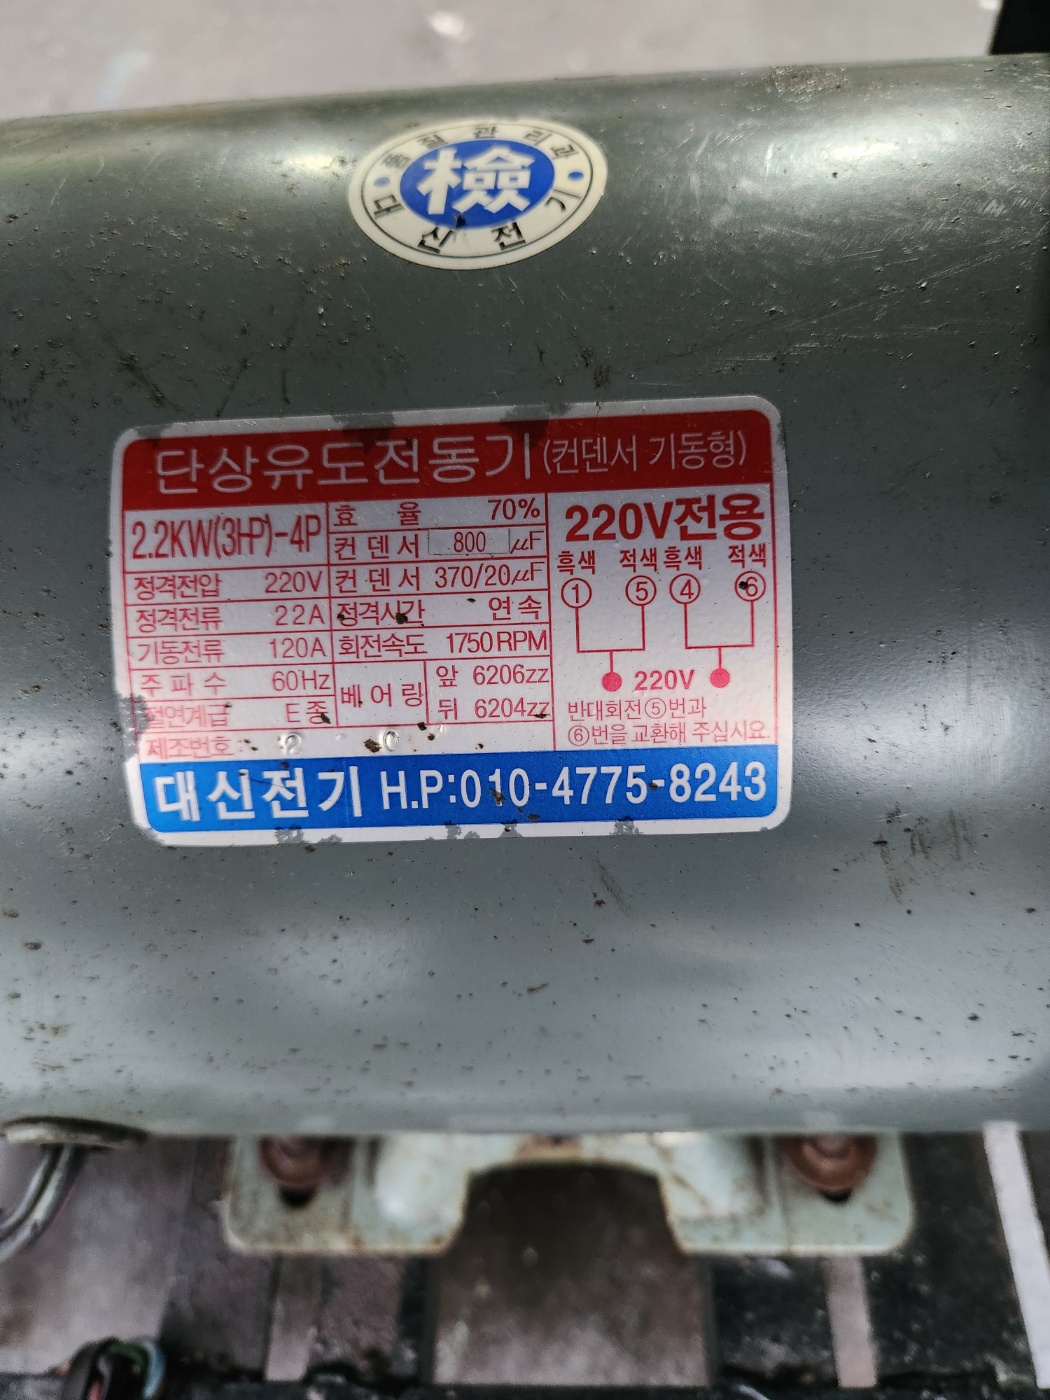 품질관리과
檢
대신전기
단상유도전동기(컨덴서 기동형)
2.2KW(3HP)-4P
효율 70%
컨덴서 800 μF
정격전압 220V
컨덴서 370/20μF
정격전류 22A
정격시간 연속
기동전류 120A
회전속도 1750RPM
주파수 60Hz
베어링 앞 6206zz
뒤 6204zz
절연계급 E종
제조번호:
220V전용
흑색 적색 흑색 적색
① ⑤ ④ ⑥
220V
반대회전⑤번과
⑥번을 교환해 주십시요.
대신전기 H.P:010-4775-8243